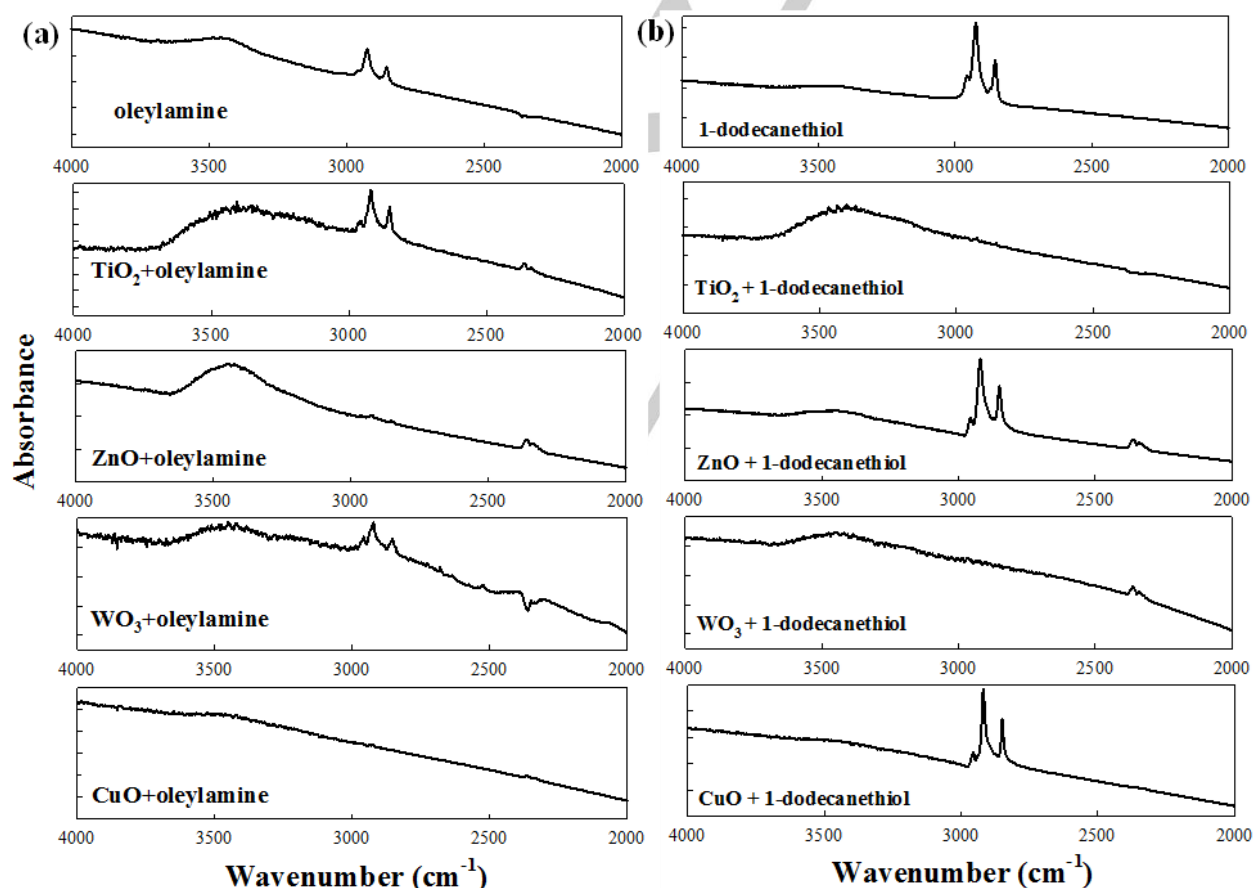 (a)
oleylamine
4000 3500 3000 2500 2000
TiO₂+oleylamine
4000 3500 3000 2500 2000
ZnO+oleylamine
4000 3500 3000 2500 2000
WO₃+oleylamine
4000 3500 3000 2500 2000
CuO+oleylamine
4000 3500 3000 2500 2000
Wavenumber (cm⁻¹)
Absorbance
(b)
1-dodecanethiol
4000 3500 3000 2500 2000
TiO₂ + 1-dodecanethiol
4000 3500 3000 2500 2000
ZnO + 1-dodecanethiol
4000 3500 3000 2500 2000
WO₃ + 1-dodecanethiol
4000 3500 3000 2500 2000
CuO + 1-dodecanethiol
4000 3500 3000 2500 2000
Wavenumber (cm⁻¹)